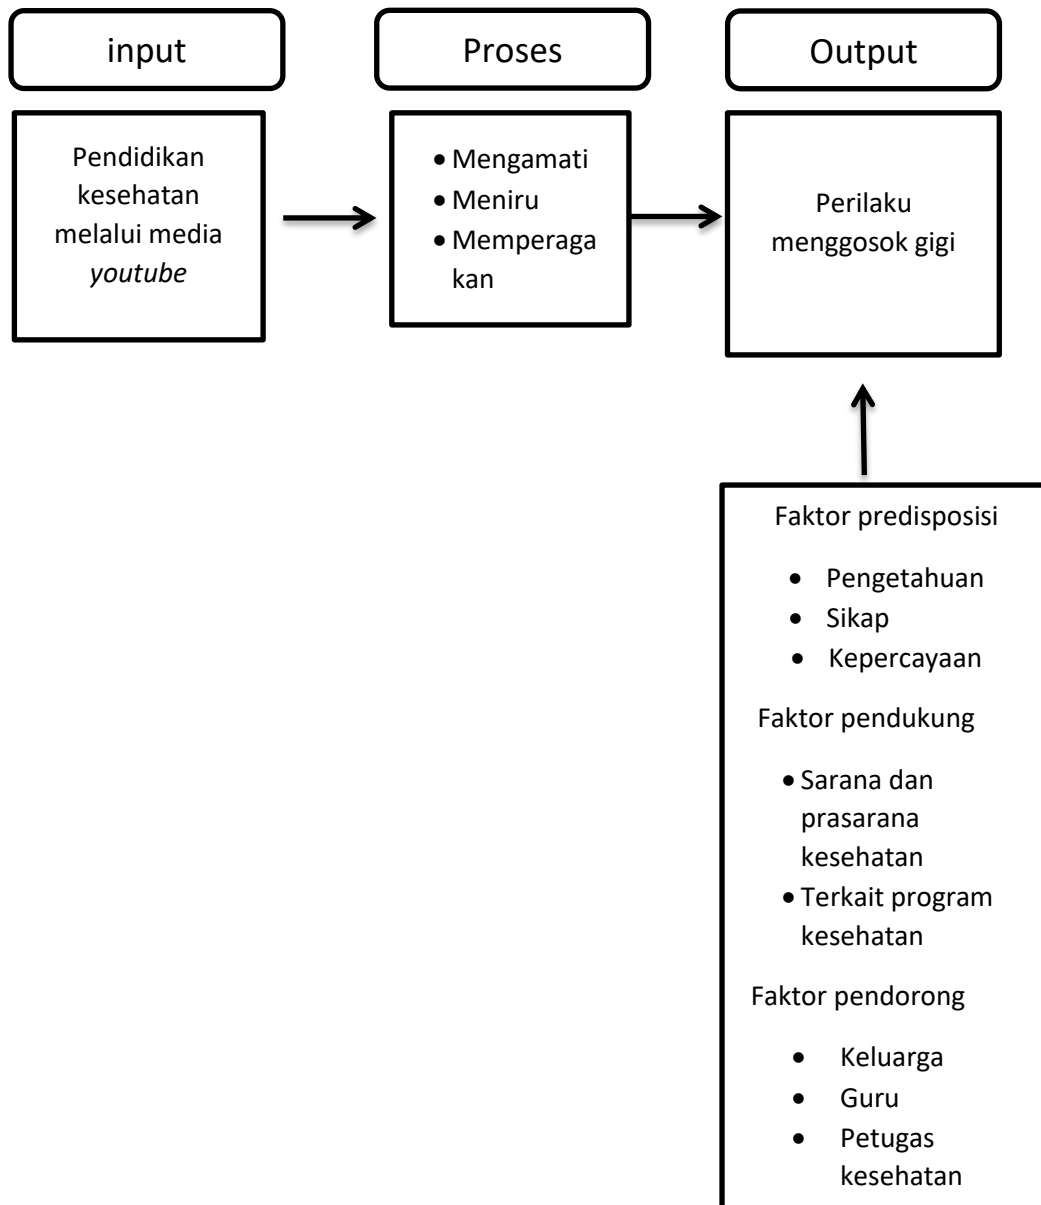 input
Proses
Output
Pendidikan
kesehatan
melalui media
youtube
• Mengamati
• Meniru
• Memperaga
kan
Perilaku
menggosok gigi
Faktor predisposisi
• Pengetahuan
• Sikap
• Kepercayaan
Faktor pendukung
• Sarana dan
prasarana
kesehatan
• Terkait program
kesehatan
Faktor pendorong
• Keluarga
• Guru
• Petugas
kesehatan